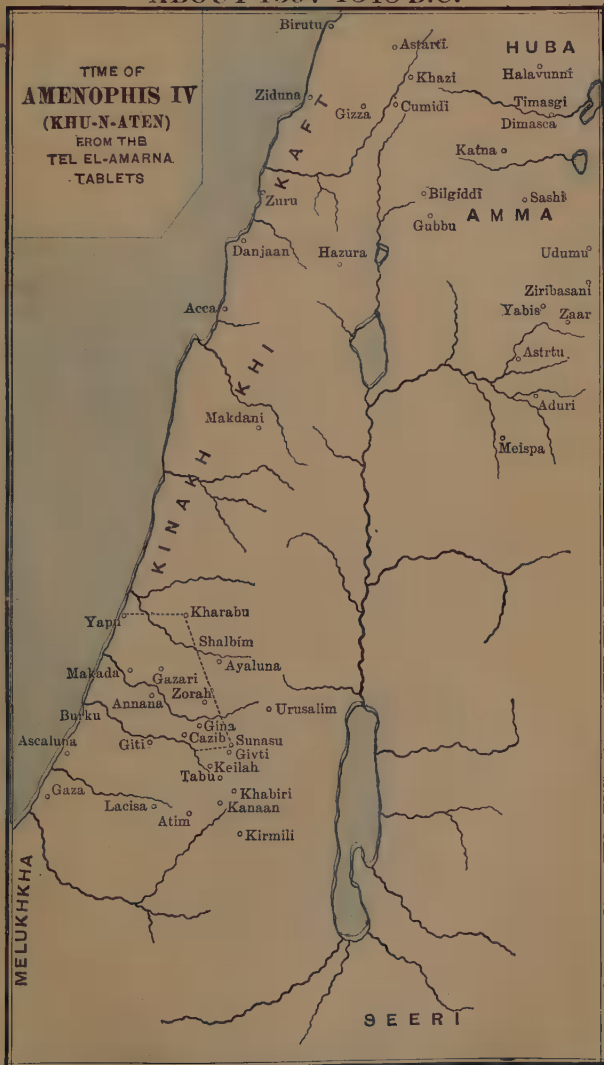 TIME OF
AMENOPHIS IV
(KHU-N-ATEN)
FROM THE
TEL EL-AMARNA
TABLETS
Birutu
Astarti
HUBA
Halavunni
Khazi
Ziduna
Gizza
Cumidi
Timasgi
Dimasca
KAFT
Katna
Zuru
Bilgiddi
Sashi
Gubbu
AMMA
Danjaan
Hazura
Udumu
Ziribasani
Acca
Yabis
Zaar
Astrtu
KINAKH KHI
Aduri
Makdani
Meispa
Yapu
Kharabu
Shalbim
Ayaluna
Makada
Gazari
Annana
Zorah
Burku
Urusalim
Gina
Ascaluna
Giti
Cazib
Sunasu
Givti
Keilah
Tabu
Gaza
Khabiri
Lacisa
Kanaan
Atim
Kirmili
MELUKHKHA
SEERI